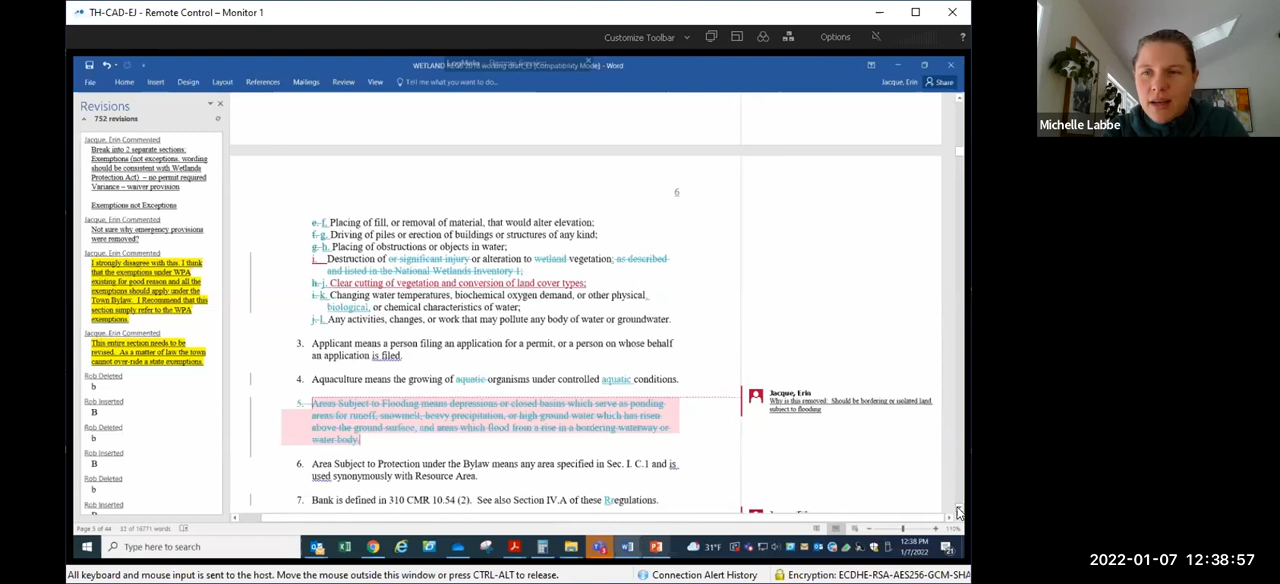 TH-CAD-EJ - Remote Control - Monitor 1
Customize Toolbar
Options
?
[Compatibility Mode] - Word
File Home Insert Design Layout References Mailings Review View Tell me what you want to do...
Jacque, Erin Share
Revisions
752 revisions
Jacque, Erin Commented
Break into 2 separate sections:
Exemptions (not exceptions, wording
should be consistent with Wetlands
Protection Act) – no permit required
Variance – waiver provision
Exemptions not Exceptions
Jacque, Erin Commented
Not sure why emergency provisions
were removed?
Jacque, Erin Commented
I strongly disagree with this. I think
that the exemptions under WPA
existing for good reason and all the
exemptions should apply under the
Town Bylaw. I Recommend that this
section simply refer to the WPA
exemptions.
Jacque, Erin Commented
This entire section needs to be
revised. As a matter of law the town
cannot over-ride a state exemptions.
Rob Deleted
b
Rob Inserted
B
Rob Deleted
b
Rob Inserted
B
Rob Deleted
b
Rob Inserted
6
e. f. Placing of fill, or removal of material, that would alter elevation;
f. g. Driving of piles or erection of buildings or structures of any kind;
g. h. Placing of obstructions or objects in water;
i. Destruction of or significant injury or alteration to wetland vegetation; as described
and listed in the National Wetlands Inventory 1;
h. j. Clear cutting of vegetation and conversion of land cover types;
i. k. Changing water temperatures, biochemical oxygen demand, or other physical,
biological, or chemical characteristics of water;
j. l. Any activities, changes, or work that may pollute any body of water or groundwater.
3. Applicant means a person filing an application for a permit, or a person on whose behalf
an application is filed.
4. Aquaculture means the growing of aquatic organisms under controlled aquatic conditions.
5. Areas Subject to Flooding means depressions or closed basins which serve as ponding
areas for runoff, snowmelt, heavy precipitation, or high ground water which has risen
above the ground surface, and areas which flood from a rise in a bordering waterway or
water body.
6. Area Subject to Protection under the Bylaw means any area specified in Sec. I. C.1 and is
used synonymously with Resource Area.
7. Bank is defined in 310 CMR 10.54 (2). See also Section IV.A of these Rregulations.
Jacque, Erin
Why is this removed? Should be bordering or isolated land
subject to flooding
Page 5 of 44 32 of 16771 words
110%
Type here to search
31°F
12:38 PM
1/7/2022
21
All keyboard and mouse input is sent to the host. Move the mouse outside this window or press CTRL-ALT to release.
Connection Alert History
Encryption: ECDHE-RSA-AES256-GCM-SHA
Michelle Labbe
2022-01-07 12:38:57